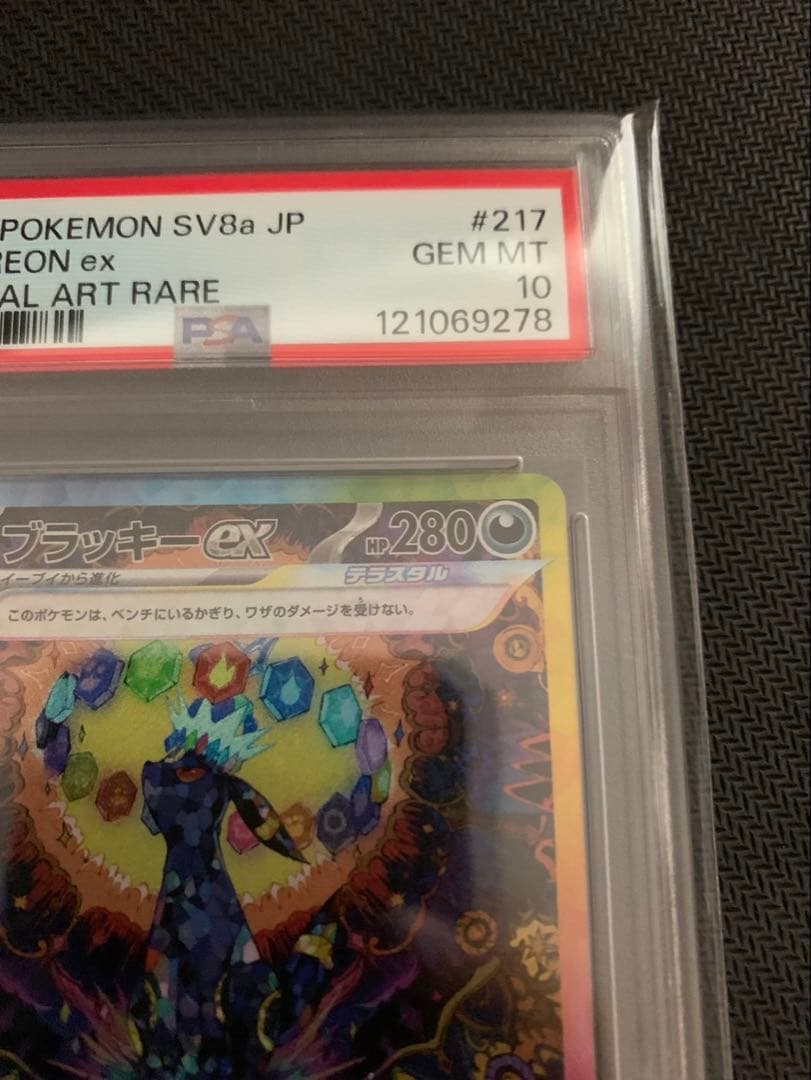 POKEMON SV8a JP #217
REON ex GEM MT
AL ART RARE 10
PSA 121069278
ブラッキーex HP280
イーブイから進化 テラスタル
このポケモンは、ベンチにいるかぎり、ワザのダメージを受けない。